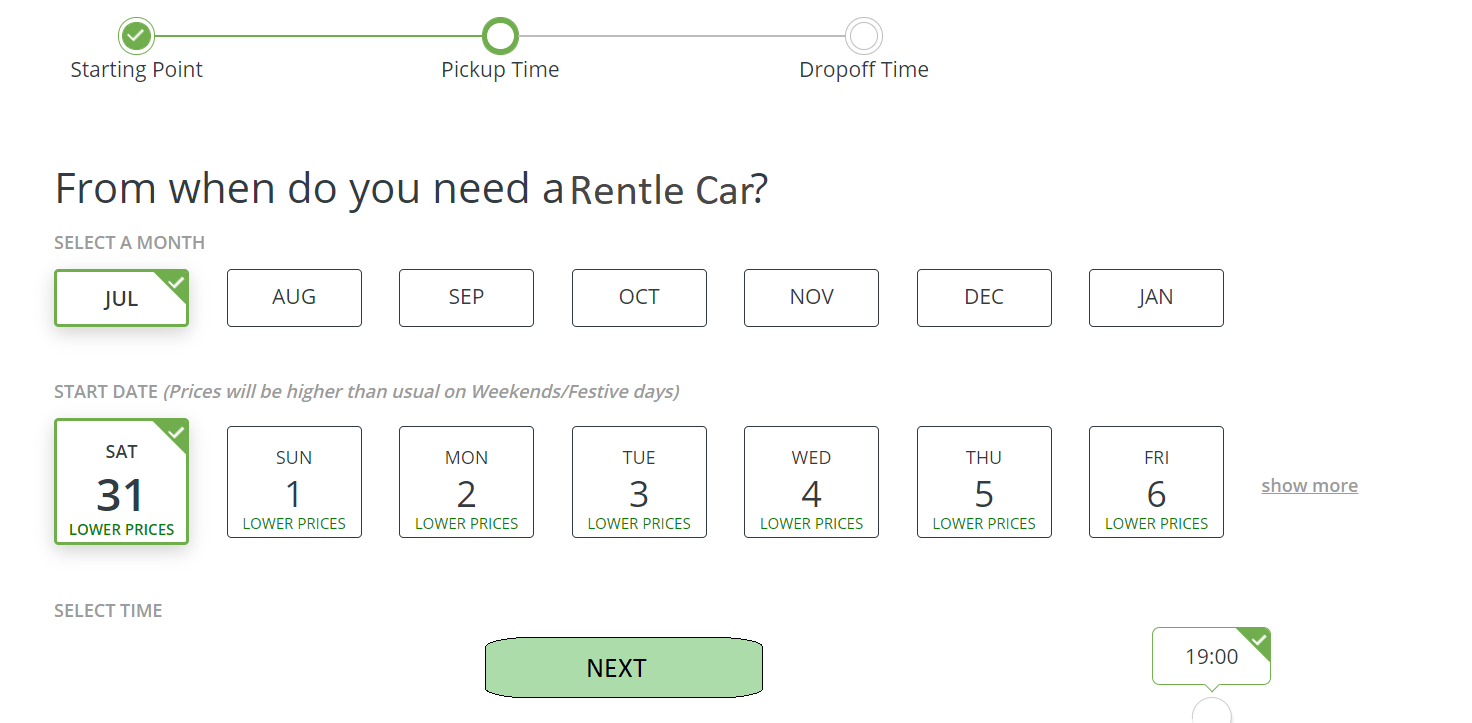 Starting Point Pickup Time Dropoff Time
From when do you need a Rentle Car?
SELECT A MONTH
JUL AUG SEP OCT NOV DEC JAN
START DATE (Prices will be higher than usual on Weekends/Festive days)
SAT SUN MON TUE WED THU FRI
31 1 2 3 4 5 6 show more
LOWER PRICES LOWER PRICES LOWER PRICES LOWER PRICES LOWER PRICES LOWER PRICES LOWER PRICES
SELECT TIME
NEXT 19:00